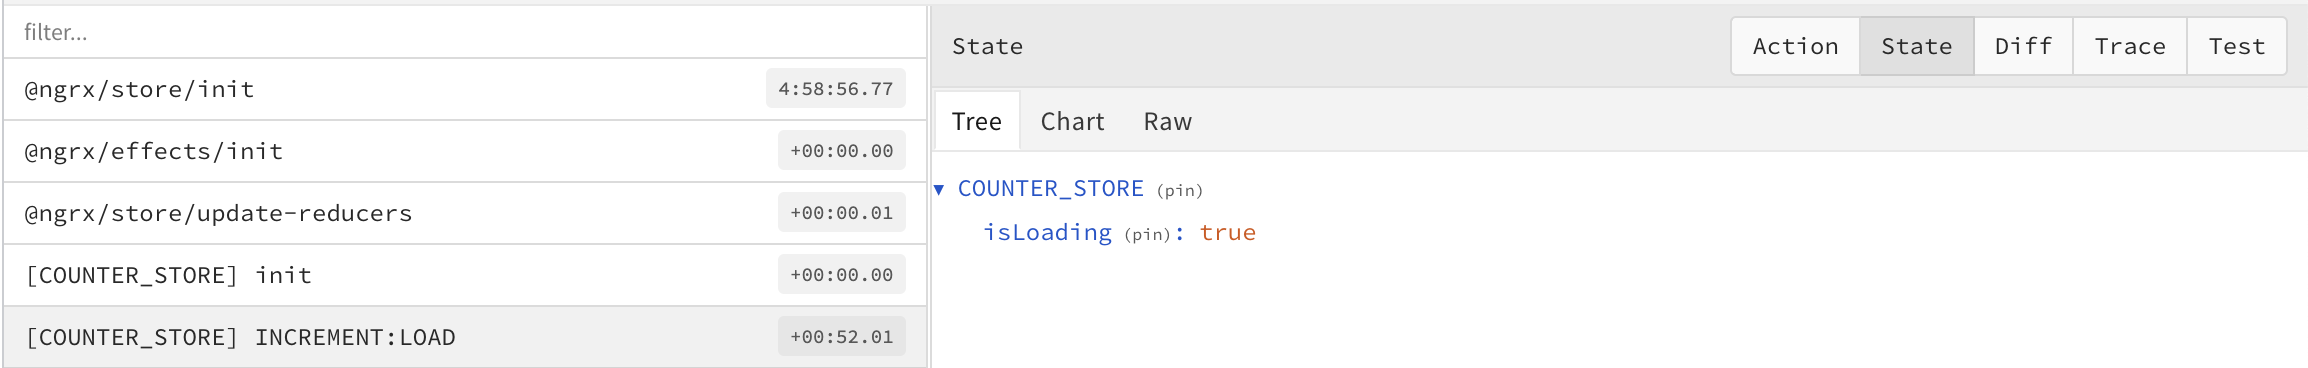 filter...
@ngrx/store/init 4:58:56.77
@ngrx/effects/init +00:00.00
@ngrx/store/update-reducers +00:00.01
[COUNTER_STORE] init +00:00.00
[COUNTER_STORE] INCREMENT:LOAD +00:52.01
State Action State Diff Trace Test
Tree Chart Raw
▼ COUNTER_STORE (pin)
isLoading (pin): true